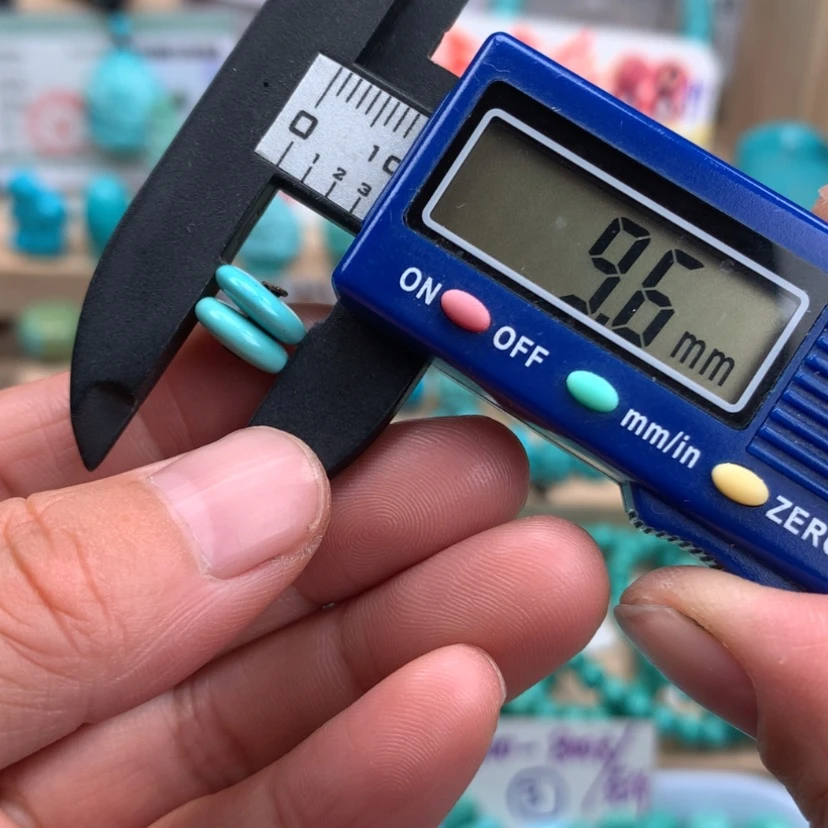 0
10
1 2 3
9.6 mm
ON
OFF
mm/in
ZERO